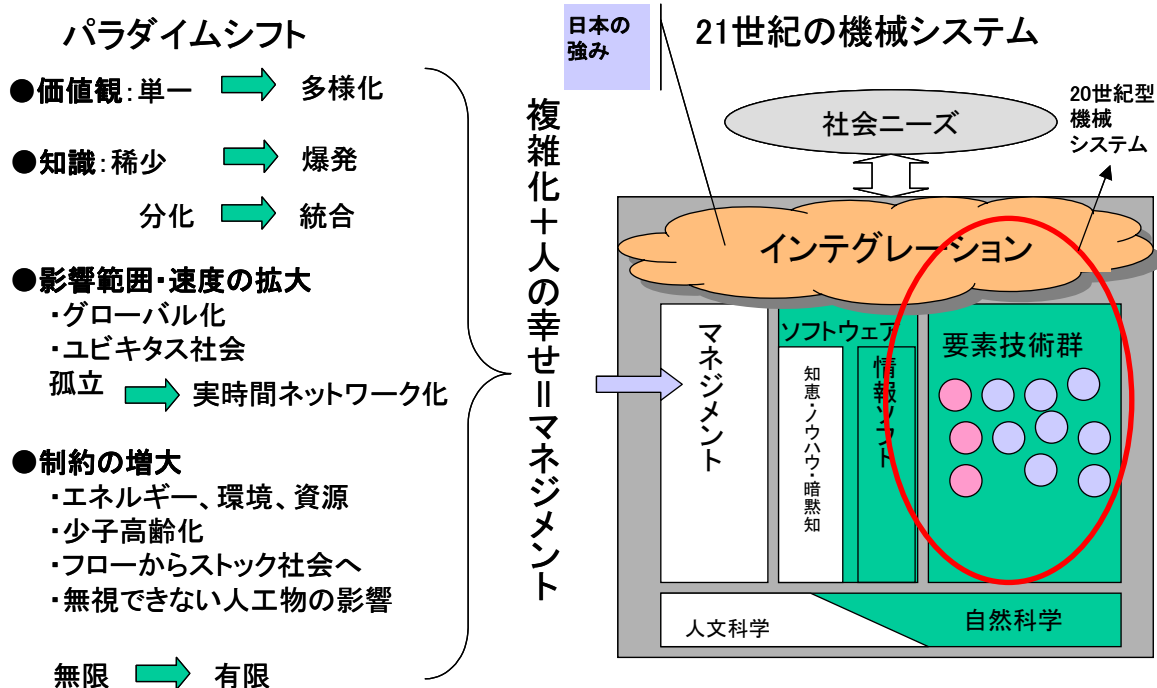 パラダイムシフト
●価値観:単一
多様化
●知識:稀少
爆発
分化
統合
●影響範囲・速度の拡大
・グローバル化
・ユビキタス社会
孤立
実時間ネットワーク化
●制約の増大
・エネルギー、環境、資源
・少子高齢化
・フローからストック社会へ
・無視できない人工物の影響
無限
有限
複雑化＋人の幸せ＝マネジメント
日本の
強み
21世紀の機械システム
20世紀型
機械
システム
社会ニーズ
インテグレーション
マネジメント
ソフトウェア
知恵・ノウハウ・暗黙知
情報ソフト
要素技術群
人文科学
自然科学